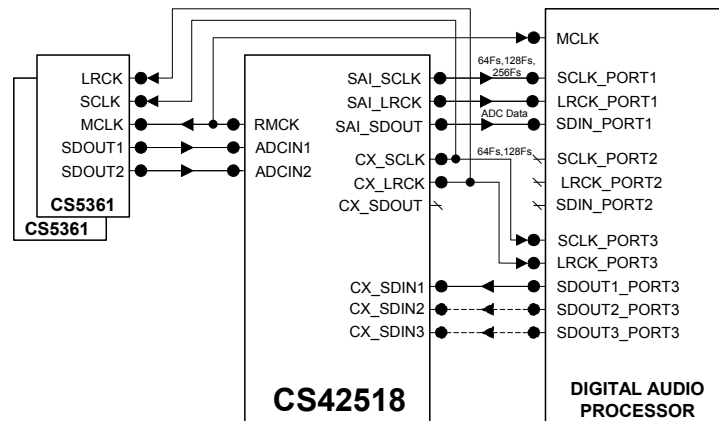 LRCK
SCLK
MCLK
SDOUT1
SDOUT2
CS5361
CS5361
RMCK
ADCIN1
ADCIN2
SAI_SCLK
SAI_LRCK
SAI_SDOUT
CX_SCLK
CX_LRCK
CX_SDOUT
CX_SDIN1
CX_SDIN2
CX_SDIN3
CS42518
64Fs,128Fs,
256Fs
ADC Data
64Fs,128Fs
MCLK
SCLK_PORT1
LRCK_PORT1
SDIN_PORT1
SCLK_PORT2
LRCK_PORT2
SDIN_PORT2
SCLK_PORT3
LRCK_PORT3
SDOUT1_PORT3
SDOUT2_PORT3
SDOUT3_PORT3
DIGITAL AUDIO
PROCESSOR